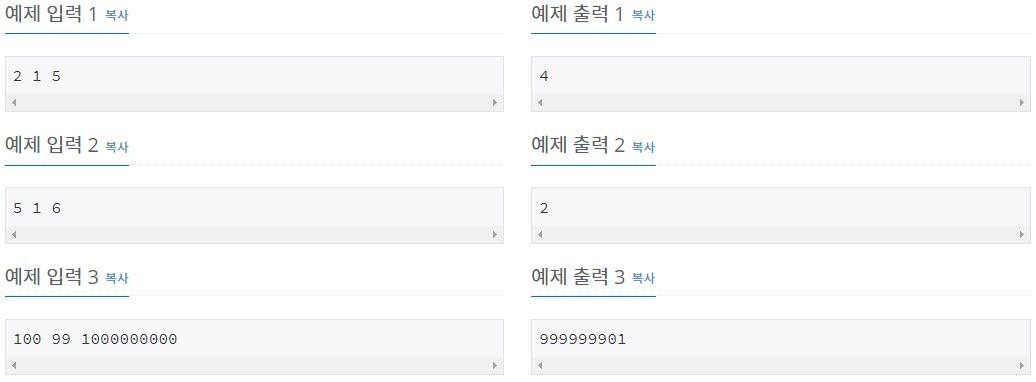 예제 입력 1 복사
예제 출력 1 복사
2 1 5
4
예제 입력 2 복사
예제 출력 2 복사
5 1 6
2
예제 입력 3 복사
예제 출력 3 복사
100 99 1000000000
999999901